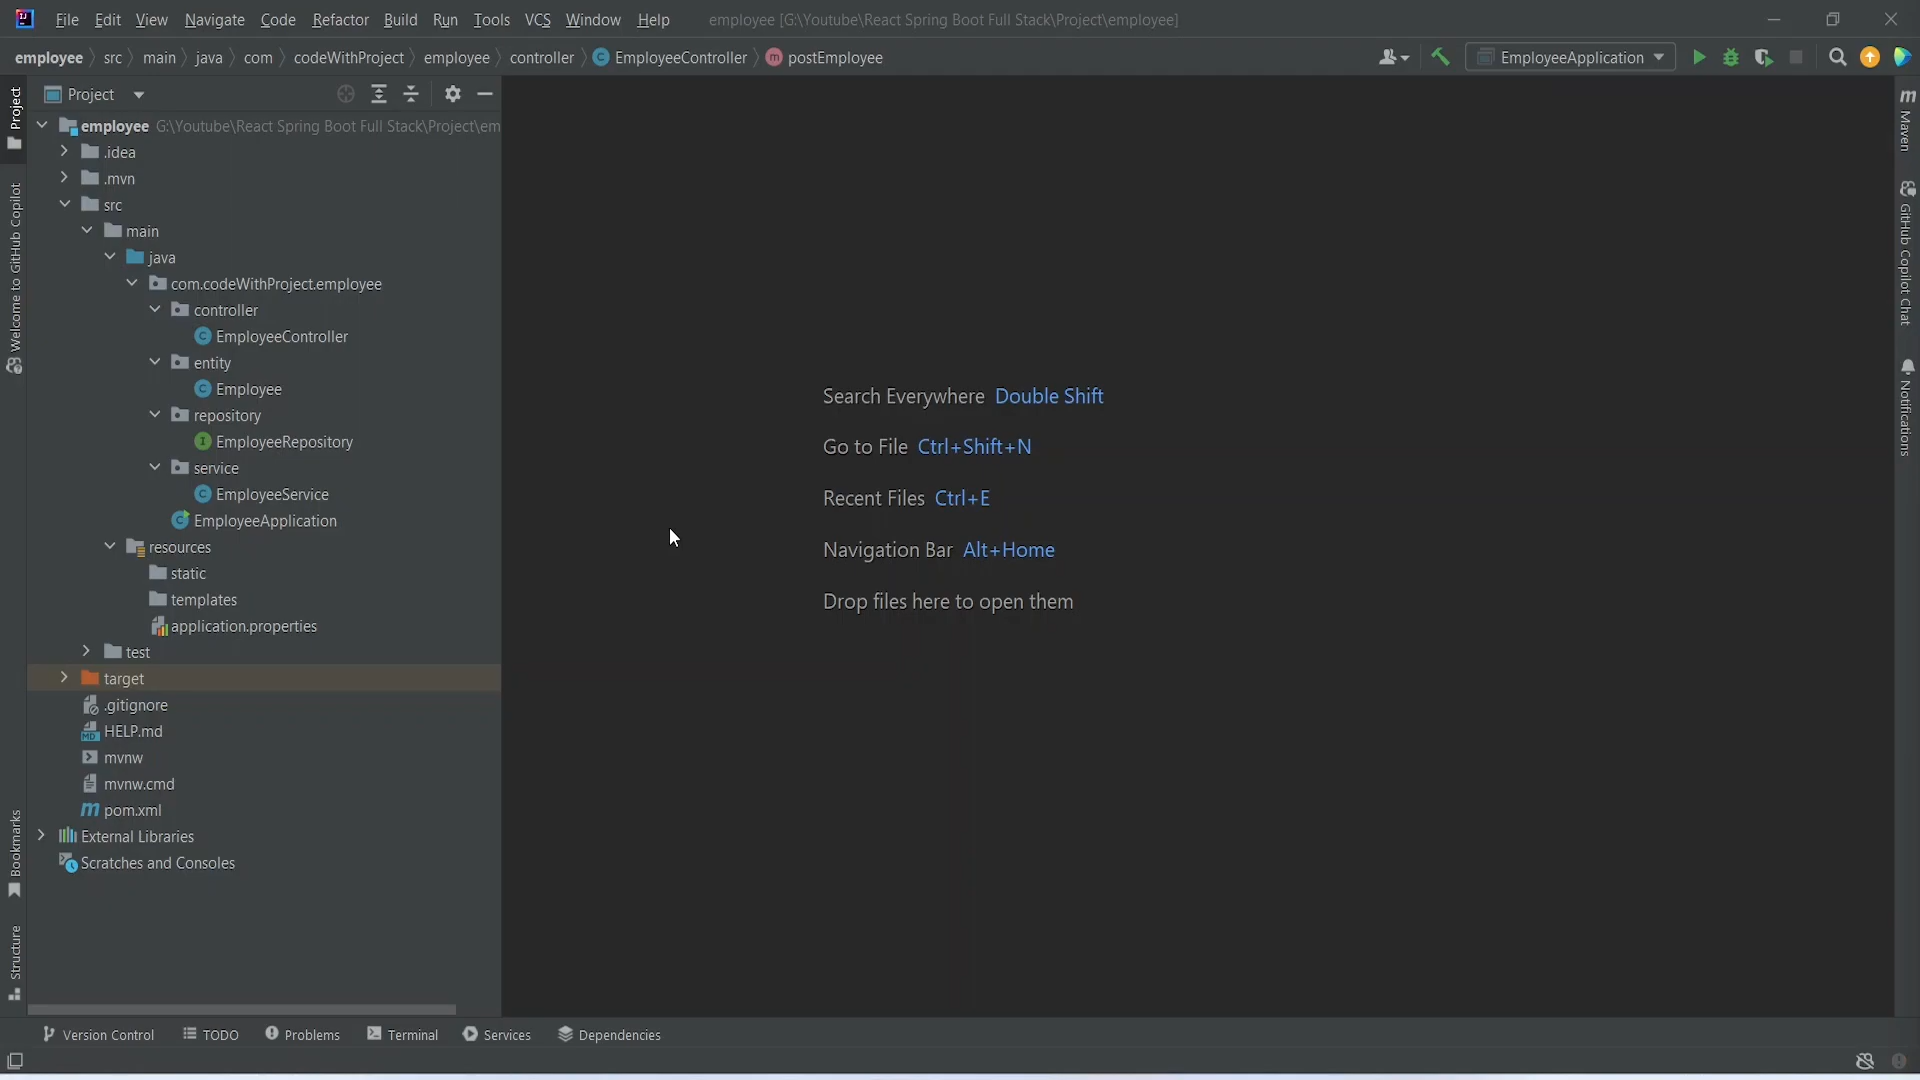 File Edit View Navigate Code Refactor Build Run Tools VCS Window Help employee [G:\Youtube\React Spring Boot Full Stack\Project\employee]
employee src main java com codeWithProject employee controller EmployeeController postEmployee EmployeeApplication
Project
employee G:\Youtube\React Spring Boot Full Stack\Project\em
.idea
.mvn
src
main
java
com.codeWithProject.employee
controller
EmployeeController
entity
Employee
repository
EmployeeRepository
service
EmployeeService
EmployeeApplication
resources
static
templates
application.properties
test
target
.gitignore
HELP.md
mvnw
mvnw.cmd
pom.xml
External Libraries
Scratches and Consoles
Search Everywhere Double Shift
Go to File Ctrl+Shift+N
Recent Files Ctrl+E
Navigation Bar Alt+Home
Drop files here to open them
Project
Welcome to GitHub Copilot
Bookmarks
Structure
Maven
GitHub Copilot Chat
Notifications
Version Control TODO Problems Terminal Services Dependencies